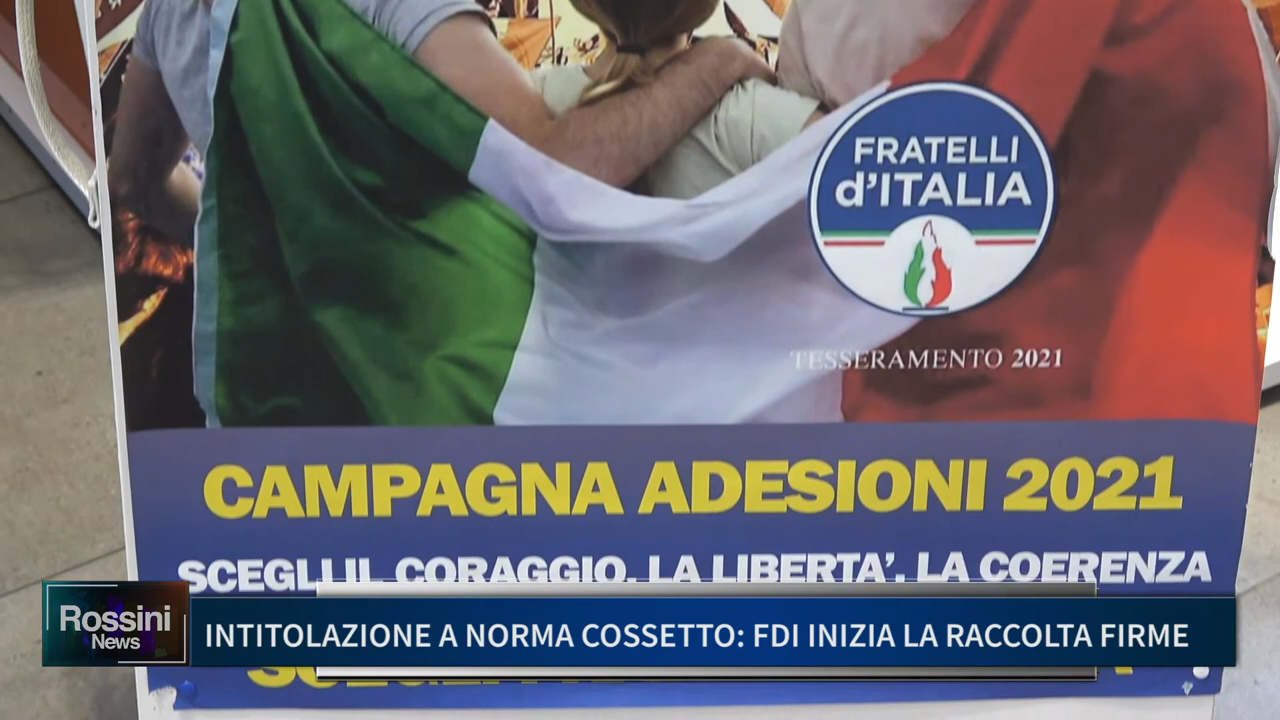 FRATELLI
d'ITALIA
TESSERAMENTO 2021
CAMPAGNA ADESIONI 2021
SCEGLI IL CORAGGIO, LA LIBERTA', LA COERENZA
Rossini
News
INTITOLAZIONE A NORMA COSSETTO: FDI INIZIA LA RACCOLTA FIRME